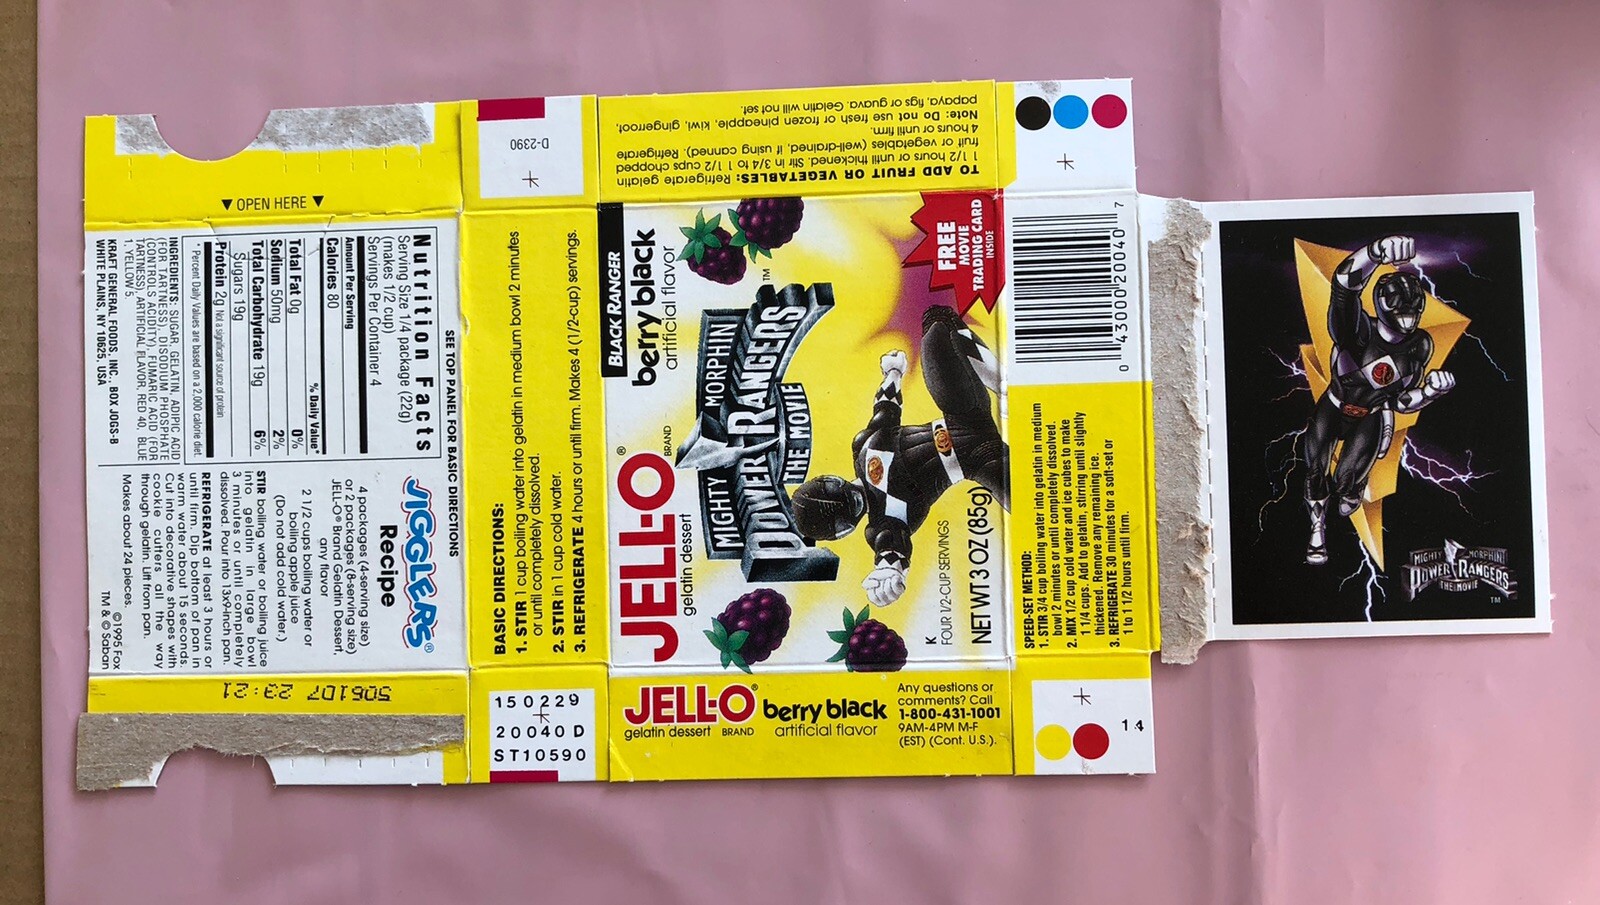 ▼ OPEN HERE ▼
SEE TOP PANEL FOR BASIC DIRECTIONS
Nutrition Facts
Serving Size 1/4 package (22g)
(makes 1/2 cup)
Servings Per Container 4
Amount Per Serving
Calories 80
% Daily Value*
Total Fat 0g 0%
Sodium 50mg 2%
Total Carbohydrate 19g 6%
Sugars 19g
Protein 2g Not a significant source of protein
*Percent Daily Values are based on a 2,000 calorie diet.
INGREDIENTS: SUGAR, GELATIN, ADIPIC ACID
(FOR TARTNESS), DISODIUM PHOSPHATE
(CONTROLS ACIDITY), FUMARIC ACID (FOR
TARTNESS), ARTIFICIAL FLAVOR, RED 40, BLUE
1, YELLOW 5.
KRAFT GENERAL FOODS, INC., BOX JOGS-B
WHITE PLAINS, NY 10625, USA
JIGGLERS®
Recipe
4 packages (4-serving size)
or 2 packages (8-serving size)
JELL-O® Brand Gelatin Dessert,
any flavor
2 1/2 cups boiling water or
boiling apple juice
(Do not add cold water.)
STIR boiling water or boiling juice
into gelatin in large bowl
3 minutes or until completely
dissolved. Pour into 13x9-inch pan.
REFRIGERATE at least 3 hours or
until firm. Dip bottom of pan in
warm water about 15 seconds.
Cut into decorative shapes with
cookie cutters all the way
through gelatin. Lift from pan.
Makes about 24 pieces.
©1995 Fox
TM & © Saban
5061D7 23:21
D-2390
BASIC DIRECTIONS:
1. STIR 1 cup boiling water into gelatin in medium bowl 2 minutes
or until completely dissolved.
2. STIR in 1 cup cold water.
3. REFRIGERATE 4 hours or until firm. Makes 4 (1/2-cup) servings.
150229
20040 D
ST10590
TO ADD FRUIT OR VEGETABLES: Refrigerate gelatin
1 1/2 hours or until thickened. Stir in 3/4 to 1 1/2 cups chopped
fruit or vegetables (well-drained, if using canned). Refrigerate
4 hours or until firm.
Note: Do not use fresh or frozen pineapple, kiwi, gingerroot,
papaya, figs or guava. Gelatin will not set.
BLACK RANGER
berry black
artificial flavor
FREE
MOVIE
TRADING CARD
INSIDE
JELL-O®
BRAND
gelatin dessert
MIGHTY MORPHIN
POWER RANGERS
THE MOVIE
TM
K
FOUR 1/2-CUP SERVINGS
NET WT 3 OZ (85g)
JELL-O®
gelatin dessert BRAND
berry black
artificial flavor
Any questions or
comments? Call
1-800-431-1001
9AM-4PM M-F
(EST) (Cont. U.S.).
0 43000 20040 7
SPEED-SET METHOD:
1. STIR 3/4 cup boiling water into gelatin in medium
bowl 2 minutes or until completely dissolved.
2. MIX 1/2 cup cold water and ice cubes to make
1 1/4 cups. Add to gelatin, stirring until slightly
thickened. Remove any remaining ice.
3. REFRIGERATE 30 minutes for a soft-set or
1 to 1 1/2 hours until firm.
14
MIGHTY MORPHIN
POWER RANGERS
THE MOVIE
TM